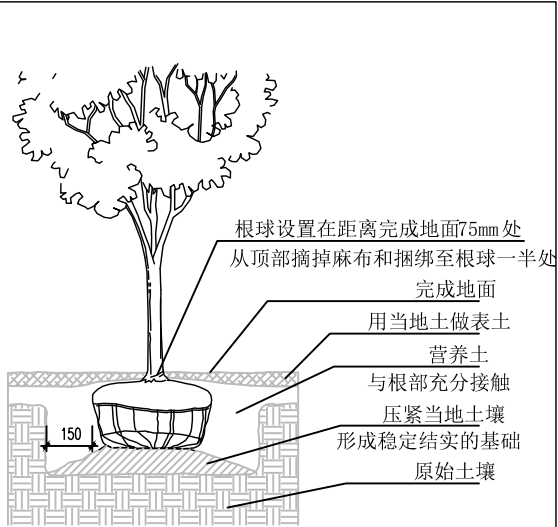 根球设置在距离完成地面75mm处
从顶部摘掉麻布和捆绑至根球一半处
完成地面
用当地土做表土
营养土
与根部充分接触
压紧当地土壤
150
形成稳定结实的基础
原始土壤